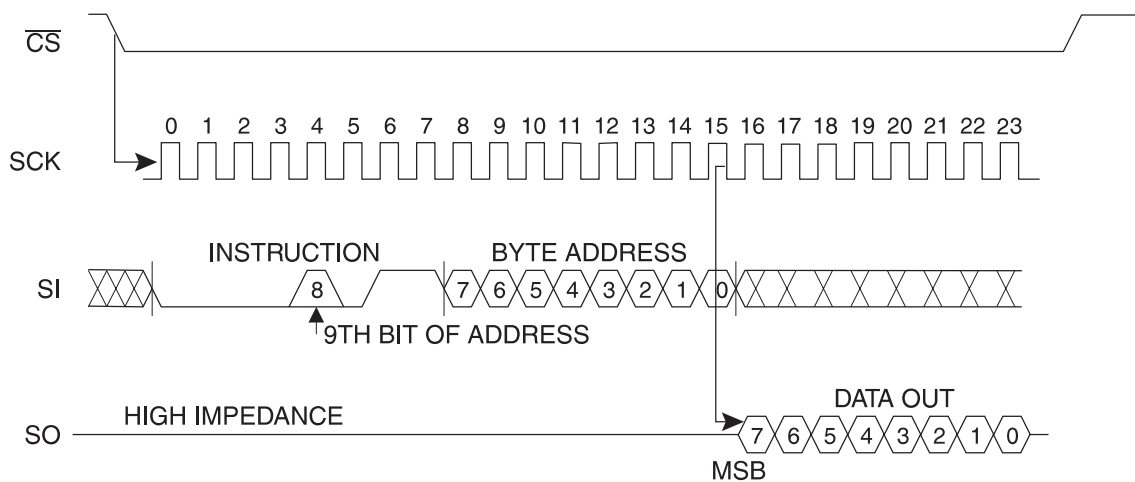 CS
0 1 2 3 4 5 6 7 8 9 10 11 12 13 14 15 16 17 18 19 20 21 22 23
SCK
INSTRUCTION BYTE ADDRESS
SI 8 7 6 5 4 3 2 1 0
9TH BIT OF ADDRESS
HIGH IMPEDANCE DATA OUT
SO 7 6 5 4 3 2 1 0
MSB